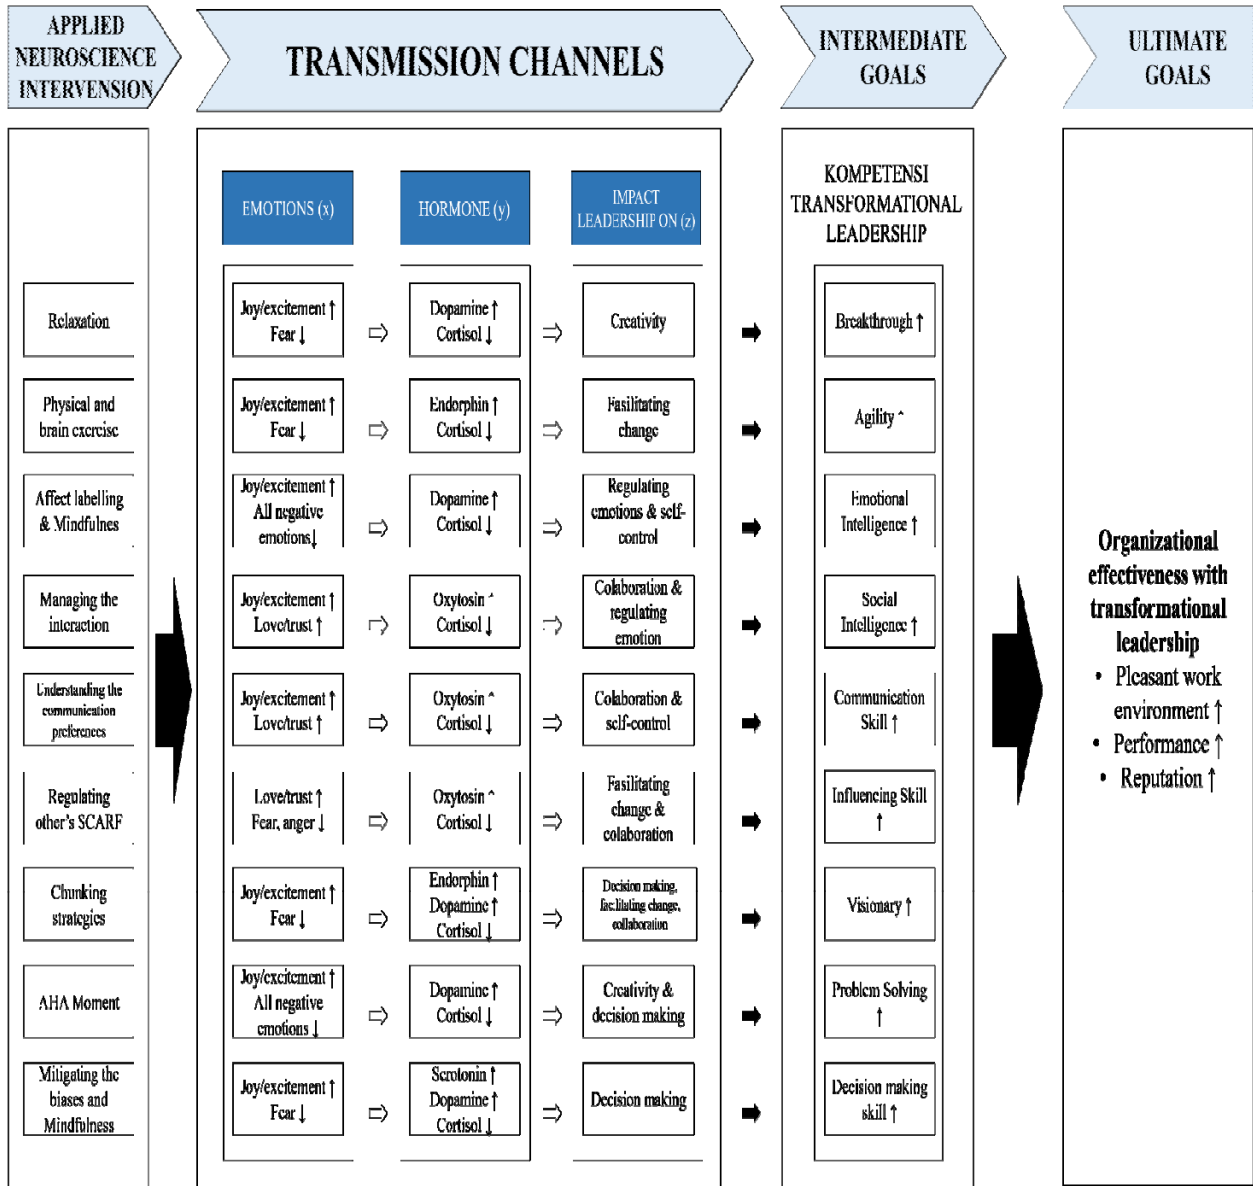 APPLIED
NEUROSCIENCE
INTERVENSION
TRANSMISSION CHANNELS
INTERMEDIATE
GOALS
ULTIMATE
GOALS
EMOTIONS (x)
HORMONE (y)
IMPACT
LEADERSHIP ON (z)
KOMPETENSI
TRANSFORMATIONAL
LEADERSHIP
Relaxation
Joy/excitement ↑
Fear ↓
⇨
Dopamine ↑
Cortisol ↓
⇨
Creativity
Breakthrough ↑
Physical and
brain exercise
Joy/excitement ↑
Fear ↓
⇨
Endorphin ↑
Cortisol ↓
⇨
Fasilitating
change
Agility ↑
Affect labelling
& Mindfulnes
Joy/excitement ↑
All negative
emotions↓
⇨
Dopamine ↑
Cortisol ↓
⇨
Regulating
emotions & self-
control
Emotional
Intelligence ↑
Managing the
interaction
Joy/excitement ↑
Love/trust ↑
⇨
Oxytosin ↑
Cortisol ↓
⇨
Colaboration &
regulating
emotion
Social
Intelligence ↑
Understanding the
communication
preferences
Joy/excitement ↑
Love/trust ↑
⇨
Oxytosin ↑
Cortisol ↓
⇨
Colaboration &
self-control
Communication
Skill ↑
Regulating
other's SCARF
Love/trust ↑
Fear, anger ↓
⇨
Oxytosin ↑
Cortisol ↓
⇨
Fasilitating
change &
colaboration
Influencing Skill
↑
Chunking
strategies
Joy/excitement ↑
Fear ↓
⇨
Endorphin ↑
Dopamine ↑
Cortisol ↓
⇨
Decision making,
facilitating change,
collaboration
Visionary ↑
AHA Moment
Joy/excitement ↑
All negative
emotions ↓
⇨
Dopamine ↑
Cortisol ↓
⇨
Creativity &
decision making
Problem Solving
↑
Mitigating the
biases and
Mindfulness
Joy/excitement ↑
Fear ↓
⇨
Serotonin ↑
Dopamine ↑
Cortisol ↓
⇨
Decision making
Decision making
skill ↑
Organizational
effectiveness with
transformational
leadership
• Pleasant work
environment ↑
• Performance ↑
• Reputation ↑